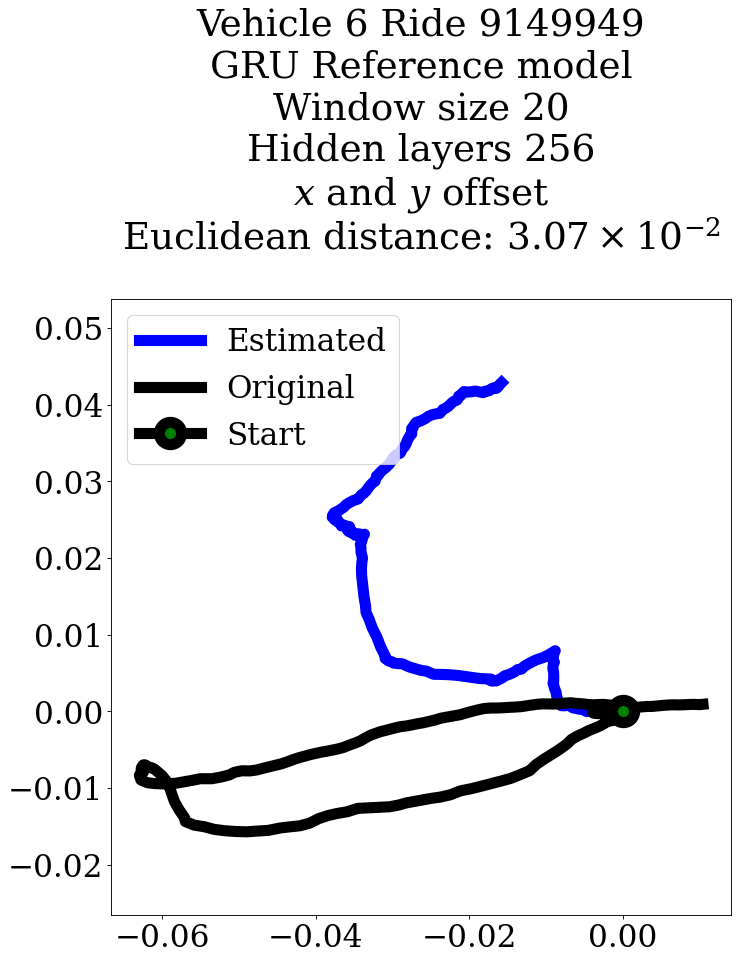 Vehicle 6 Ride 9149949
GRU Reference model
Window size 20
Hidden layers 256
x and y offset
Euclidean distance: 3.07 × 10⁻²
0.05
0.04
0.03
0.02
0.01
0.00
−0.01
−0.02
Estimated
Original
Start
−0.06 −0.04 −0.02 0.00